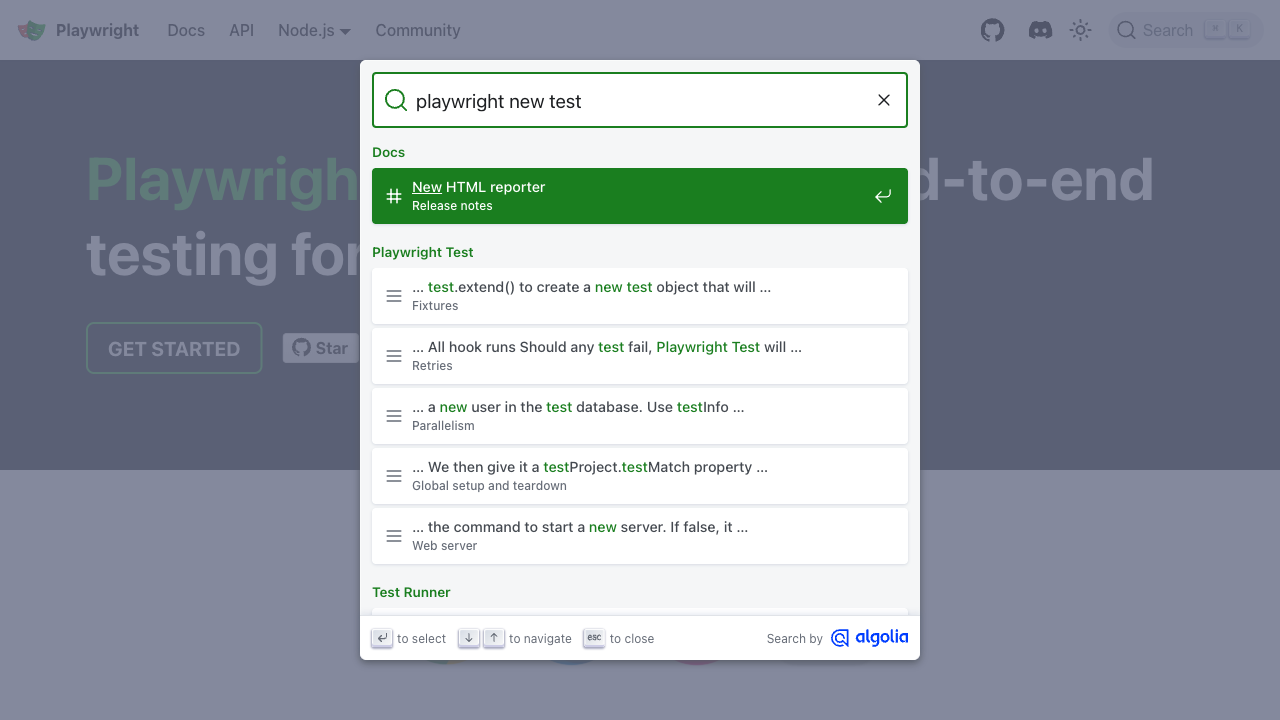 Playwright Docs API Node.js Community Search ⌘ K
playwright new test
Docs
Playwrigh d-to-end
New HTML reporter
Release notes
testing for
Playwright Test
... test.extend() to create a new test object that will ...
Fixtures
GET STARTED Star
... All hook runs Should any test fail, Playwright Test will ...
Retries
... a new user in the test database. Use testInfo ...
Parallelism
... We then give it a testProject.testMatch property ...
Global setup and teardown
... the command to start a new server. If false, it ...
Web server
Test Runner
to select to navigate esc to close Search by algolia